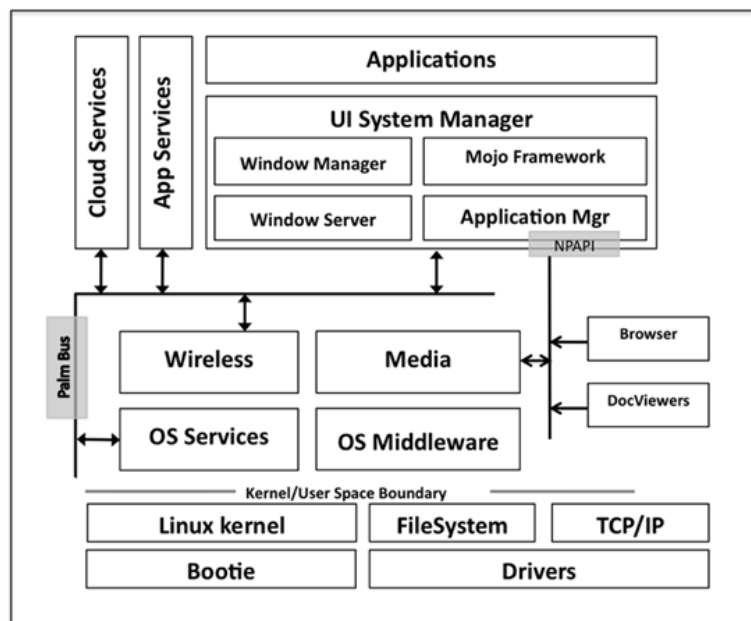 Cloud Services
App Services
Applications
UI System Manager
Window Manager
Mojo Framework
Window Server
Application Mgr
NPAPI
Palm Bus
Wireless
Media
Browser
OS Services
OS Middleware
DocViewers
Kernel/User Space Boundary
Linux kernel
FileSystem
TCP/IP
Bootie
Drivers